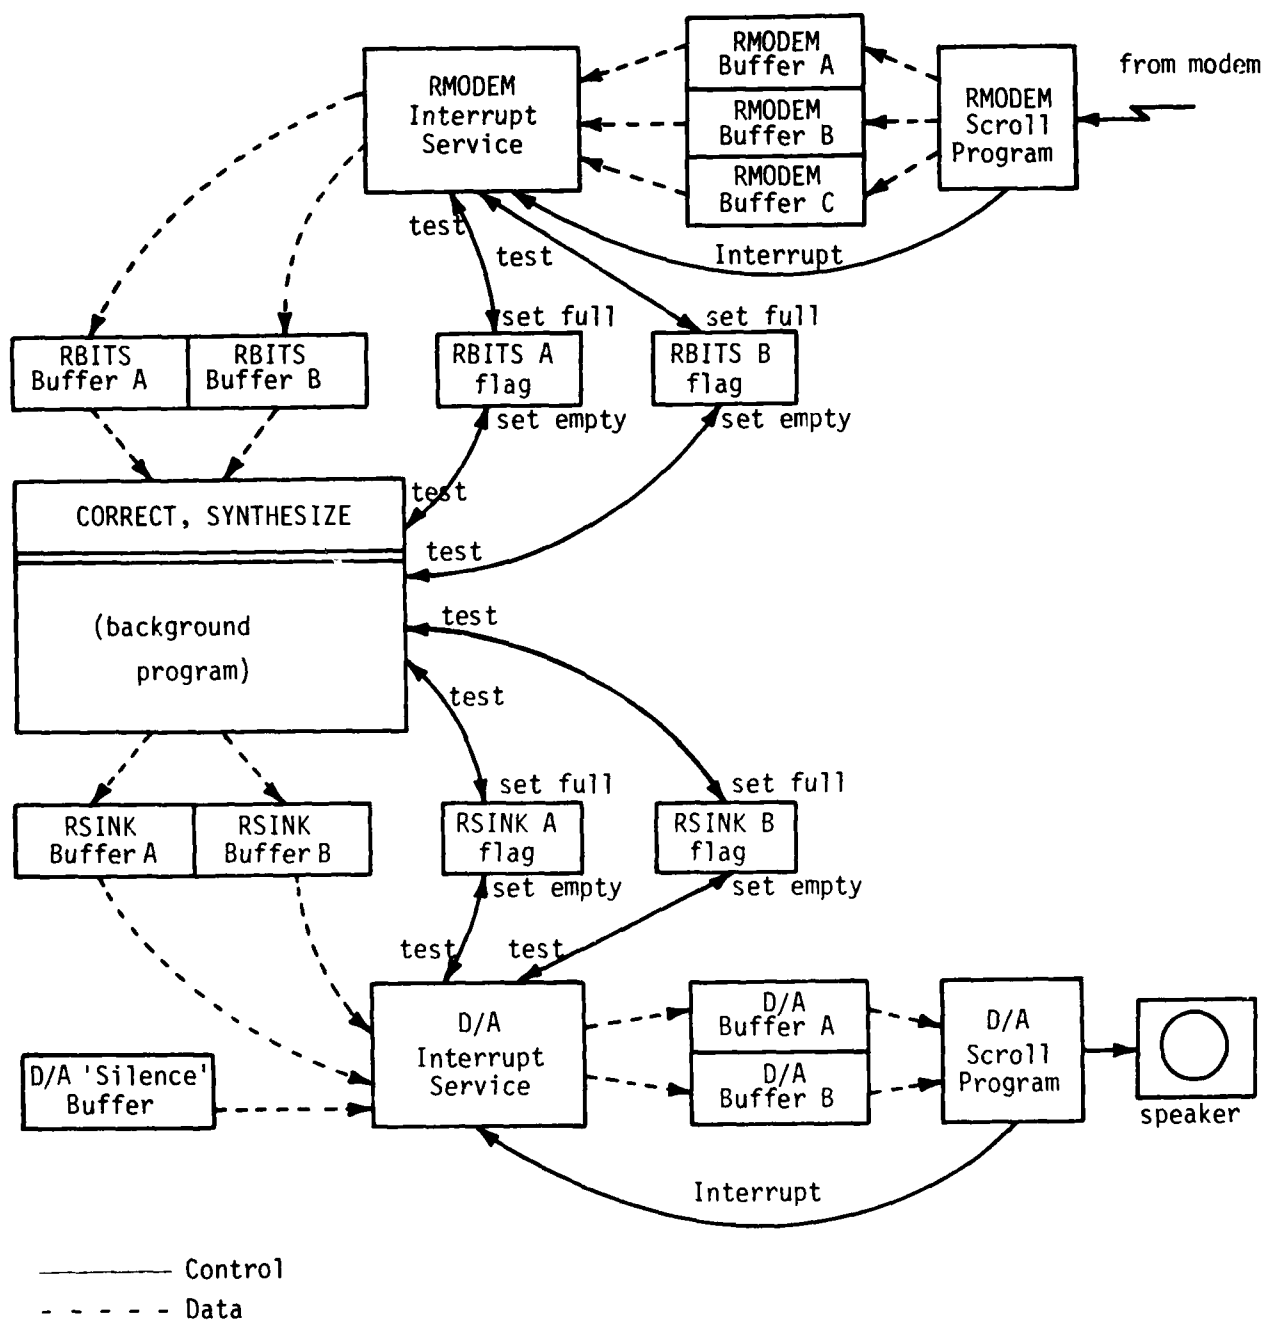 RMODEM
Buffer A
RMODEM
Buffer B
RMODEM
Buffer C
RMODEM
Interrupt
Service
RMODEM
Scroll
Program
from modem
test
test
Interrupt
set full
set full
RBITS
Buffer A
RBITS
Buffer B
RBITS A
flag
RBITS B
flag
set empty
set empty
test
CORRECT, SYNTHESIZE
test
(background
program)
test
test
set full
set full
RSINK
Buffer A
RSINK
Buffer B
RSINK A
flag
RSINK B
flag
set empty
set empty
test
test
D/A 'Silence'
Buffer
D/A
Interrupt
Service
D/A
Buffer A
D/A
Buffer B
D/A
Scroll
Program
speaker
Interrupt
Control
Data